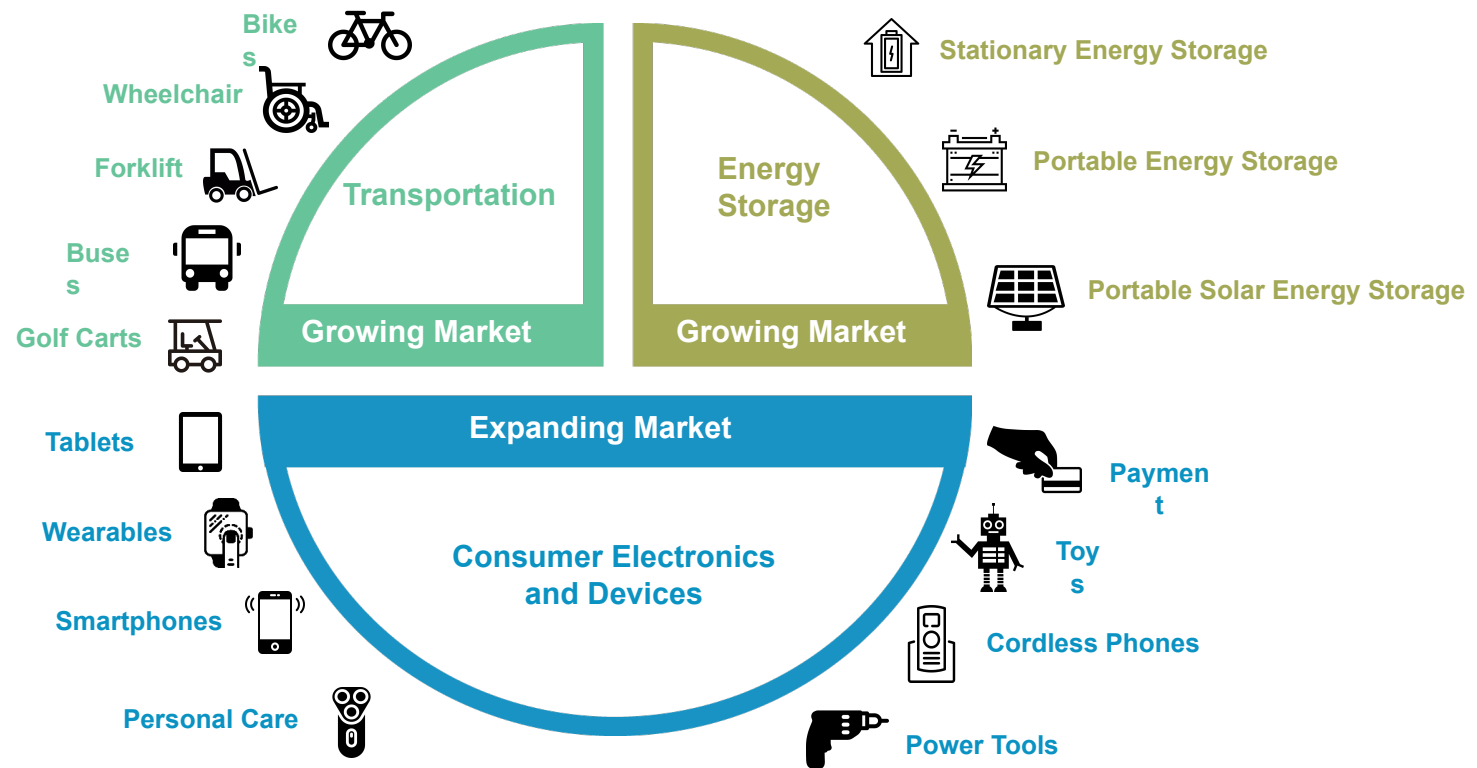 Bike
s
Wheelchair
Forklift
Buse
s
Golf Carts
Transportation
Growing Market
Energy
Storage
Growing Market
Stationary Energy Storage
Portable Energy Storage
Portable Solar Energy Storage
Expanding Market
Consumer Electronics
and Devices
Tablets
Wearables
Smartphones
Personal Care
Paymen
t
Toy
s
Cordless Phones
Power Tools